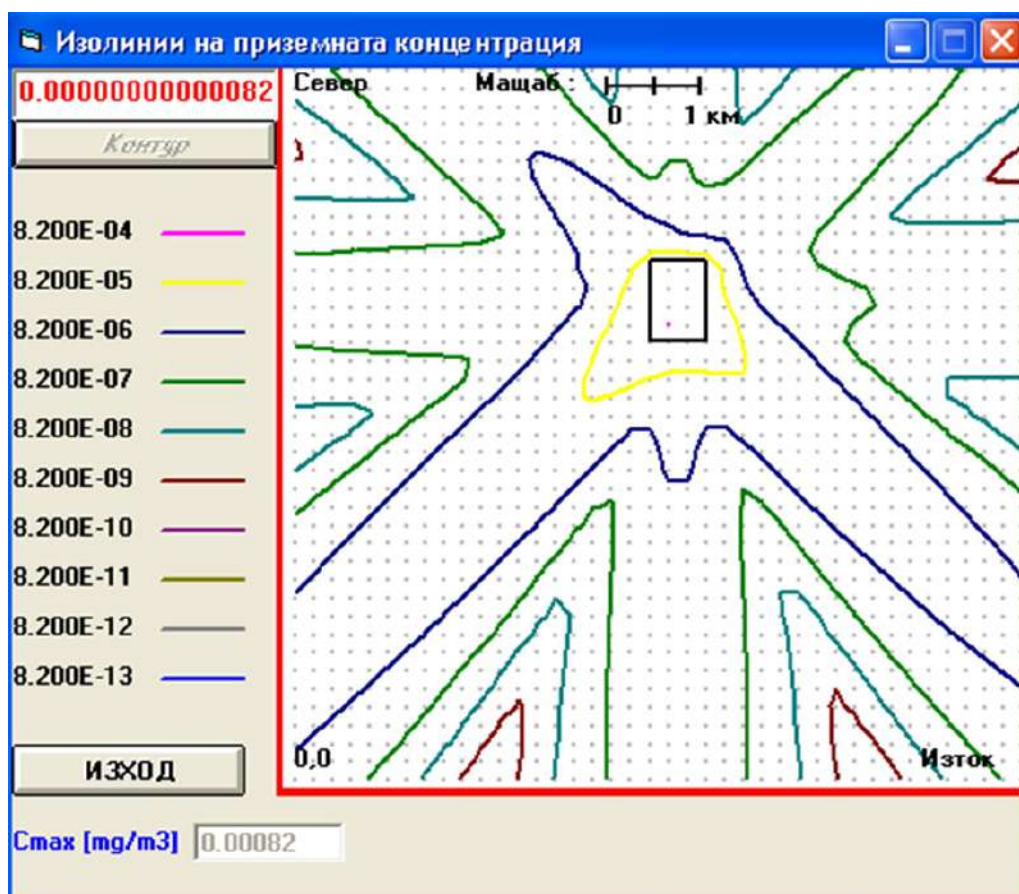 Изолинии на приземната концентрация
0.00000000000082
Контур
8.200E-04
8.200E-05
8.200E-06
8.200E-07
8.200E-08
8.200E-09
8.200E-10
8.200E-11
8.200E-12
8.200E-13
ИЗХОД
Cmax [mg/m3] 0.00082
Север Мащаб :
0 1 км
0,0 Изток